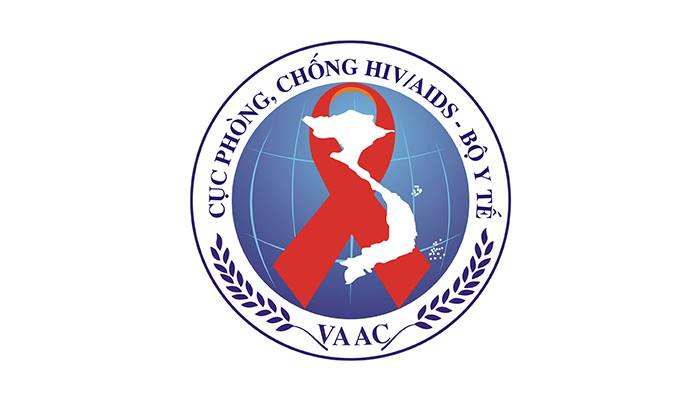 CỤC PHÒNG, CHỐNG HIV/AIDS - BỘ Y TẾ
VAAC